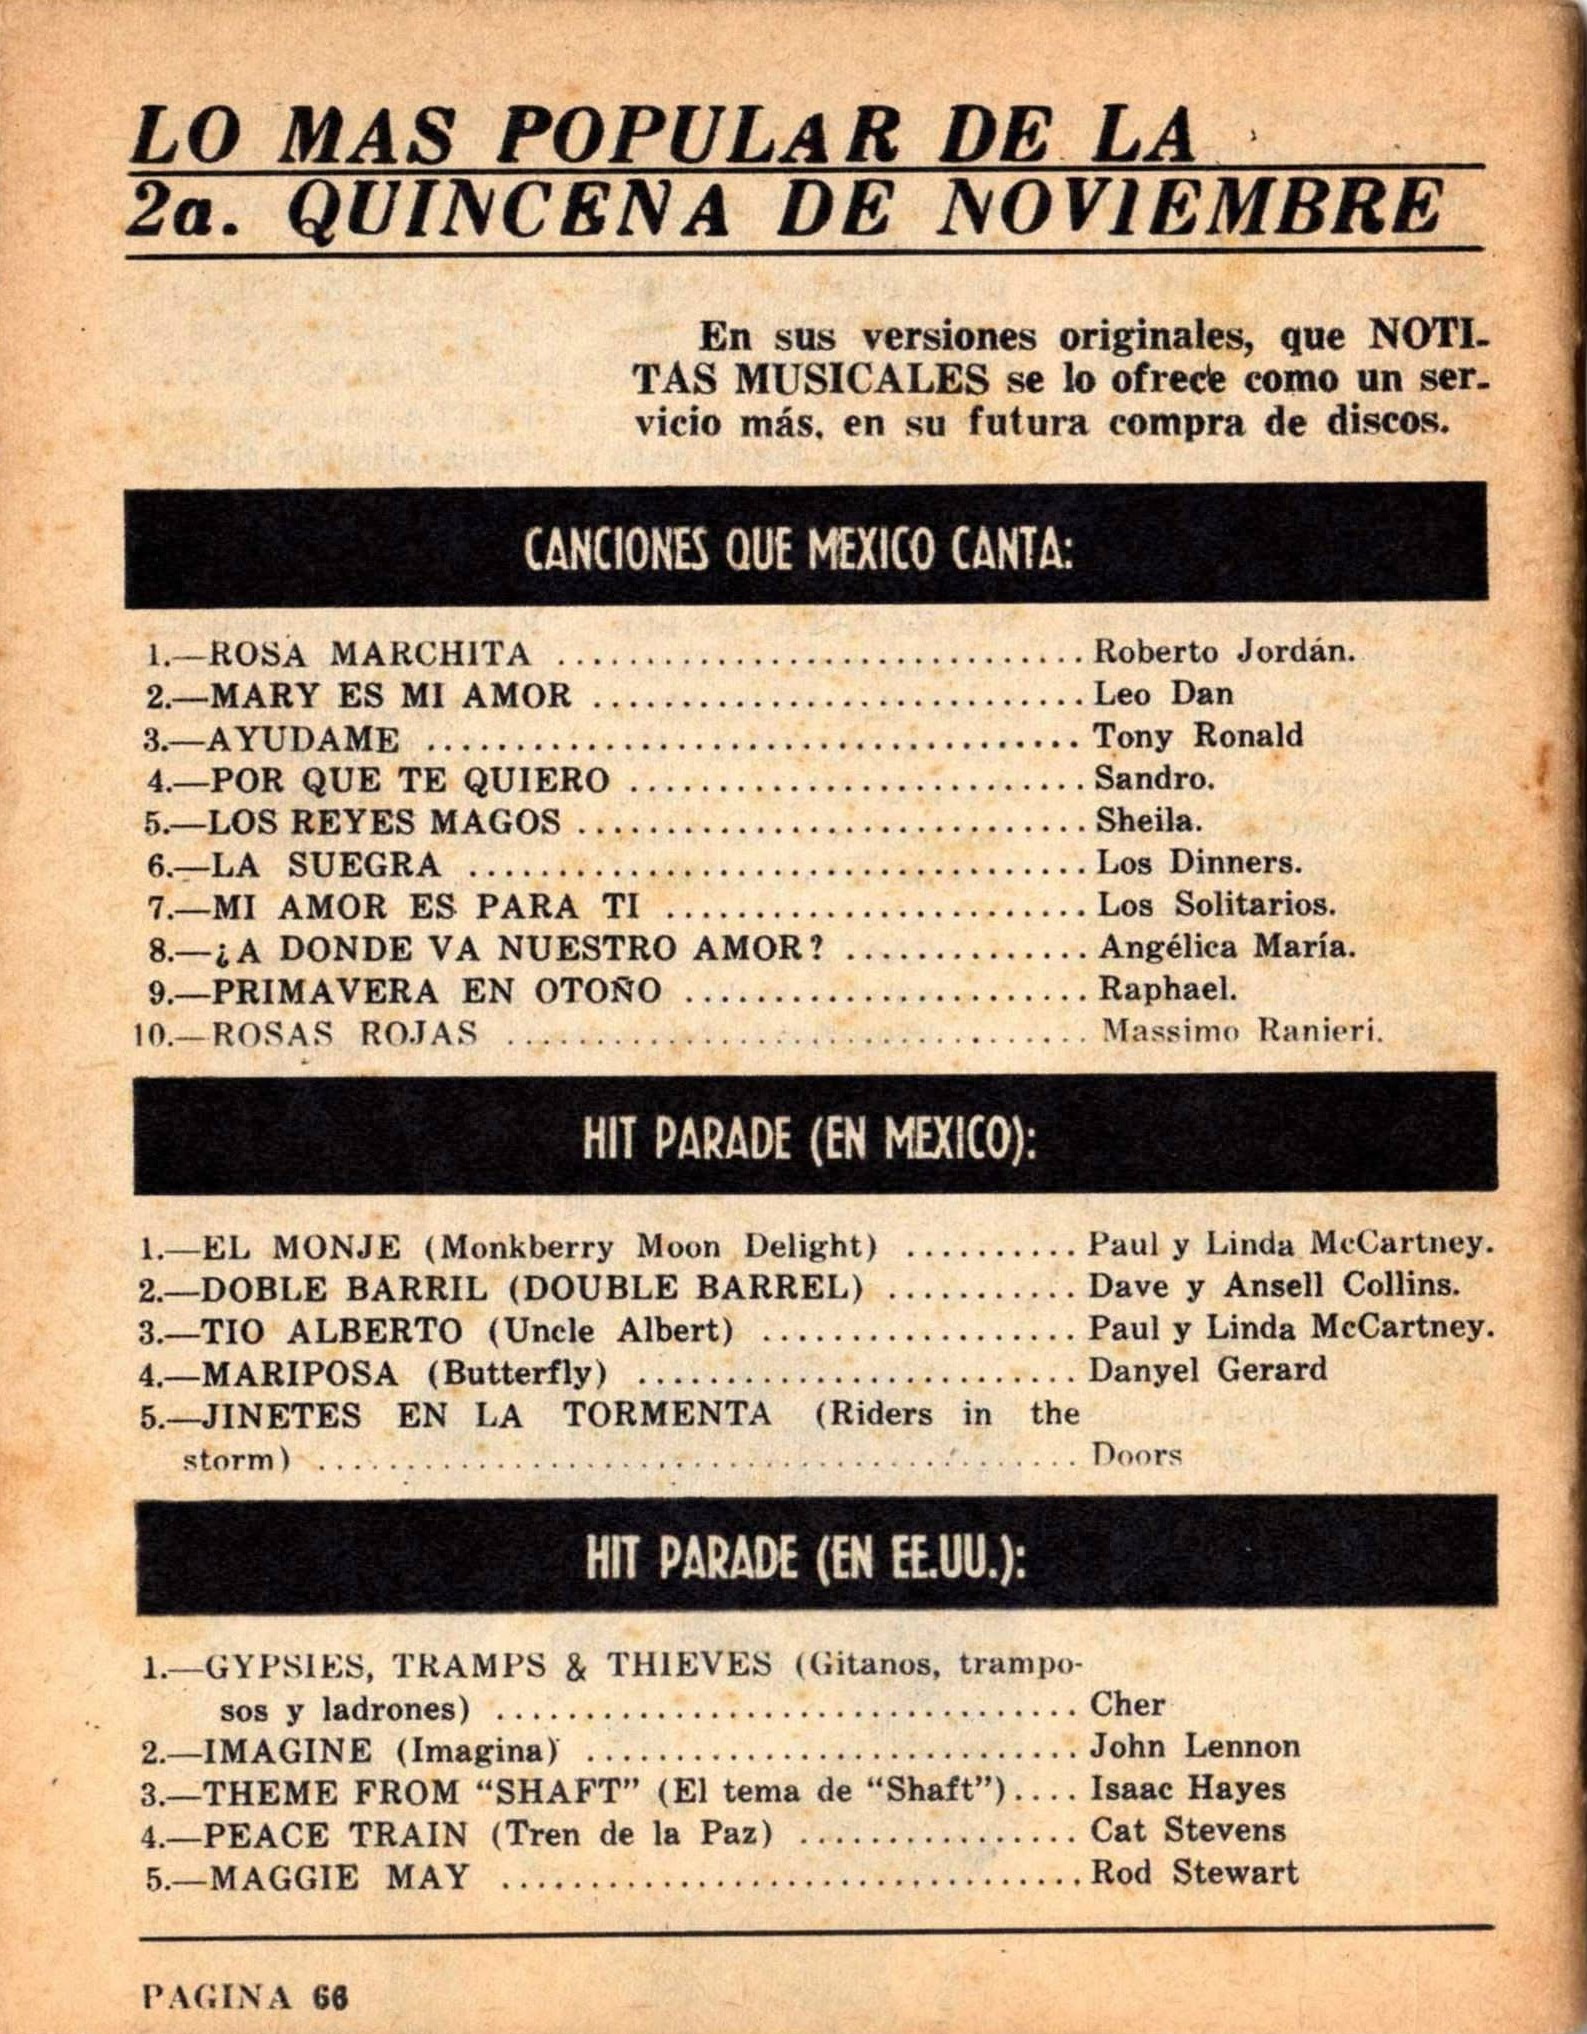 LO MAS POPULAR DE LA
2a. QUINCENA DE NOVIEMBRE
En sus versiones originales, que NOTI-
TAS MUSICALES se lo ofrece como un ser-
vicio más, en su futura compra de discos.
CANCIONES QUE MEXICO CANTA:
1.—ROSA MARCHITA .............................. Roberto Jordán.
2.—MARY ES MI AMOR ............................ Leo Dan
3.—AYUDAME ..................................... Tony Ronald
4.—POR QUE TE QUIERO .......................... Sandro.
5.—LOS REYES MAGOS ............................. Sheila.
6.—LA SUEGRA ................................... Los Dinners.
7.—MI AMOR ES PARA TI ........................ Los Solitarios.
8.—¿A DONDE VA NUESTRO AMOR? .............. Angélica María.
9.—PRIMAVERA EN OTOÑO ....................... Raphael.
10.—ROSAS ROJAS ................................. Massimo Ranieri.
HIT PARADE (EN MEXICO):
1.—EL MONJE (Monkberry Moon Delight) .......... Paul y Linda McCartney.
2.—DOBLE BARRIL (DOUBLE BARREL) ........... Dave y Ansell Collins.
3.—TIO ALBERTO (Uncle Albert) .................. Paul y Linda McCartney.
4.—MARIPOSA (Butterfly) ......................... Danyel Gerard
5.—JINETES EN LA TORMENTA (Riders in the
storm) ........................................... Doors
HIT PARADE (EN EE.UU.):
1.—GYPSIES, TRAMPS & THIEVES (Gitanos, trampo-
sos y ladrones) ................................. Cher
2.—IMAGINE (Imagina) ............................ John Lennon
3.—THEME FROM “SHAFT” (El tema de “Shaft”).... Isaac Hayes
4.—PEACE TRAIN (Tren de la Paz) ................ Cat Stevens
5.—MAGGIE MAY ................................. Rod Stewart
PAGINA 66